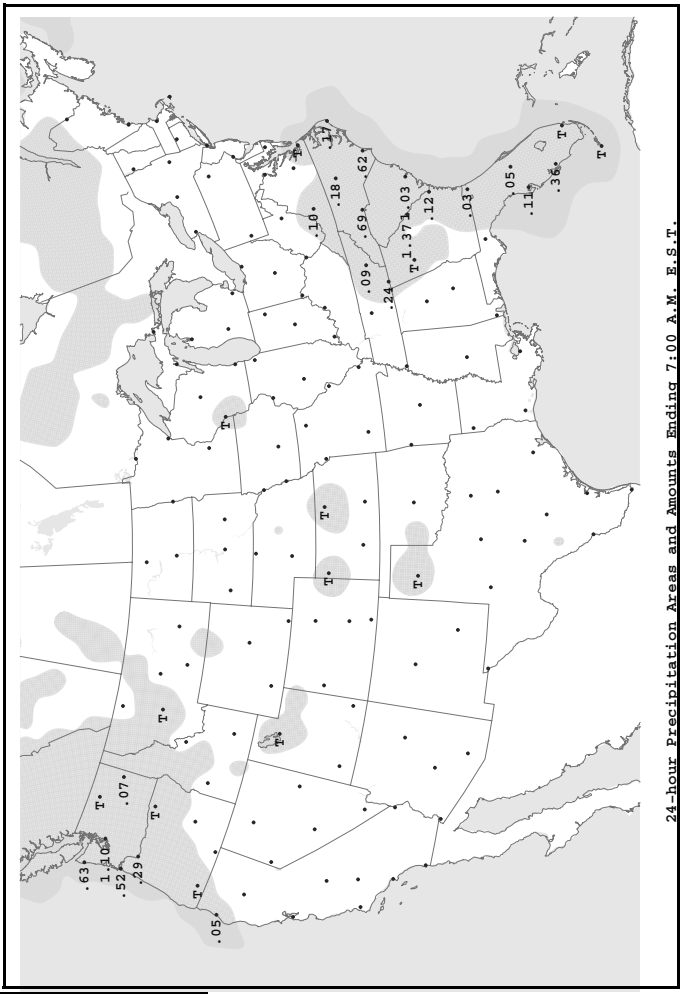 .63
T
1.10
.52
.07
.29
T
T
T
.05
T
T
T
.10
T
.17
T
.18
.69
.62
.09
.24
1.37
1.03
T
T
.12
.03
.05
.11
.36
T
T
24-hour Precipitation Areas and Amounts Ending 7:00 A.M. E.S.T.